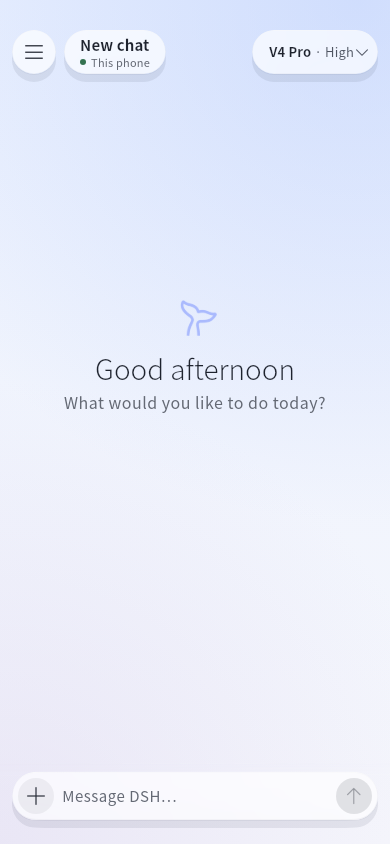 New chat
This phone
V4 Pro · High
Good afternoon
What would you like to do today?
Message DSH...